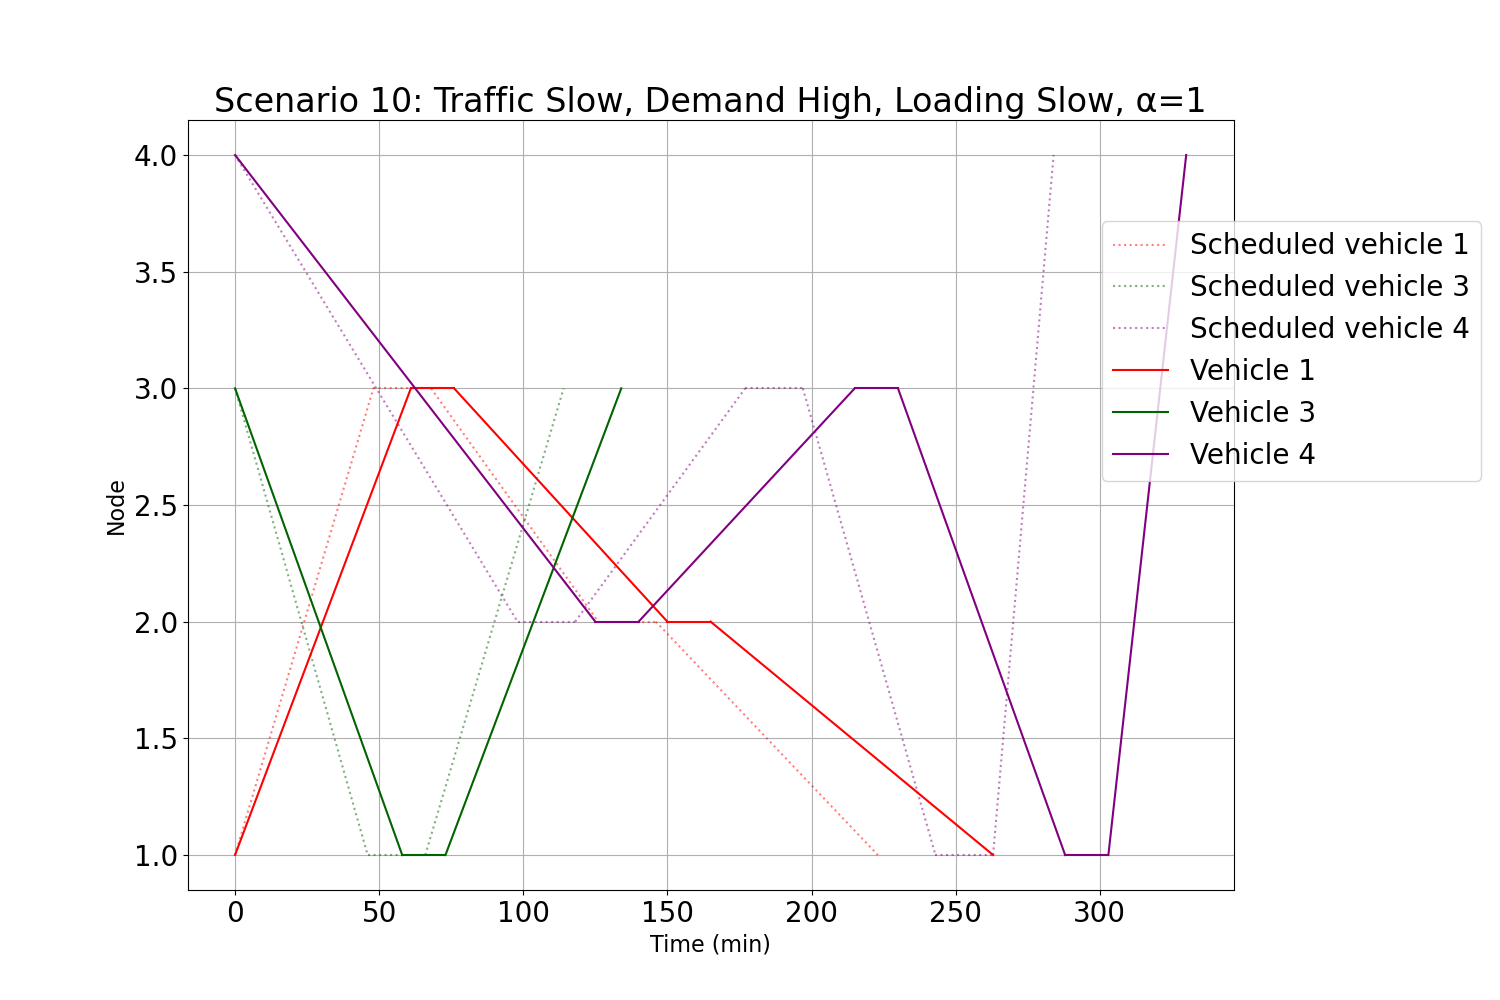 Scenario 10: Traffic Slow, Demand High, Loading Slow, α=1
4.0
3.5
3.0
2.5
2.0
1.5
1.0
Node
0 50 100 150 200 250 300
Time (min)
Scheduled vehicle 1
Scheduled vehicle 3
Scheduled vehicle 4
Vehicle 1
Vehicle 3
Vehicle 4